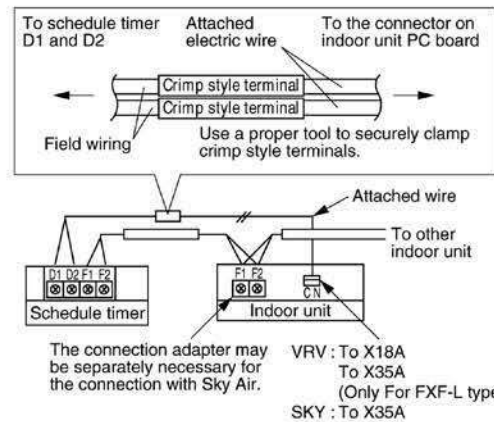 To schedule timer
D1 and D2
Attached
electric wire
To the connector on
indoor unit PC board
Crimp style terminal
Crimp style terminal
Field wiring
Use a proper tool to securely clamp
crimp style terminals.
Attached wire
To other
indoor unit
D1 D2 F1 F2
Schedule timer
F1 F2
CN
Indoor unit
The connection adapter may
be separately necessary for
the connection with Sky Air.
VRV : To X18A
To X35A
(Only For FXF-L type
SKY : To X35A